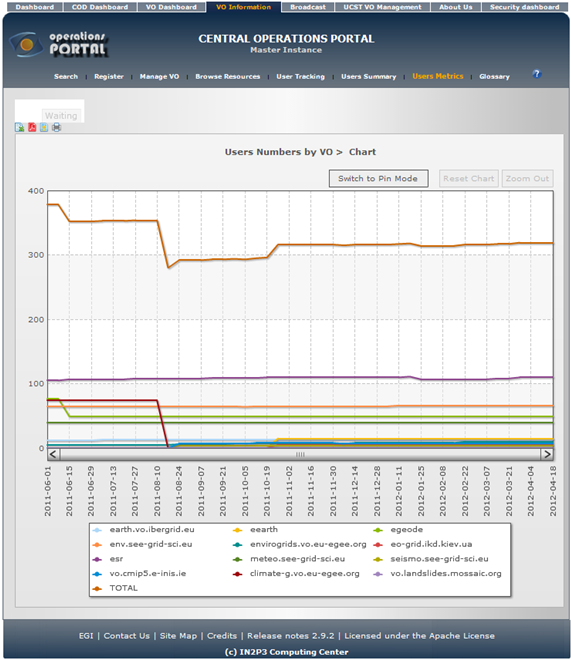 Dashboard COD Dashboard VO Dashboard VO Information Broadcast UCST VO Management About Us Security dashboard
operations
PORTAL
CENTRAL OPERATIONS PORTAL
Master Instance
Search Register Manage VO Browse Resources User Tracking Users Summary Users Metrics Glossary ?
Waiting
Users Numbers by VO > Chart
Switch to Pin Mode Reset Chart Zoom Out
400
300
200
100
0
2011-06-01 2011-06-15 2011-06-29 2011-07-13 2011-07-27 2011-08-10 2011-08-24 2011-09-07 2011-09-21 2011-10-05 2011-10-19 2011-11-02 2011-11-16 2011-11-30 2011-12-14 2011-12-28 2012-01-11 2012-01-25 2012-02-08 2012-02-22 2012-03-07 2012-03-21 2012-04-04 2012-04-18
earth.vo.ibergrid.eu eearth egeode
env.see-grid-sci.eu envirogrids.vo.eu-egee.org eo-grid.ikd.kiev.ua
esr meteo.see-grid-sci.eu seismo.see-grid-sci.eu
vo.cmip5.e-inis.ie climate-g.vo.eu-egee.org vo.landslides.mossaic.org
TOTAL
EGI | Contact Us | Site Map | Credits | Release notes 2.9.2 | Licensed under the Apache License
(c) IN2P3 Computing Center